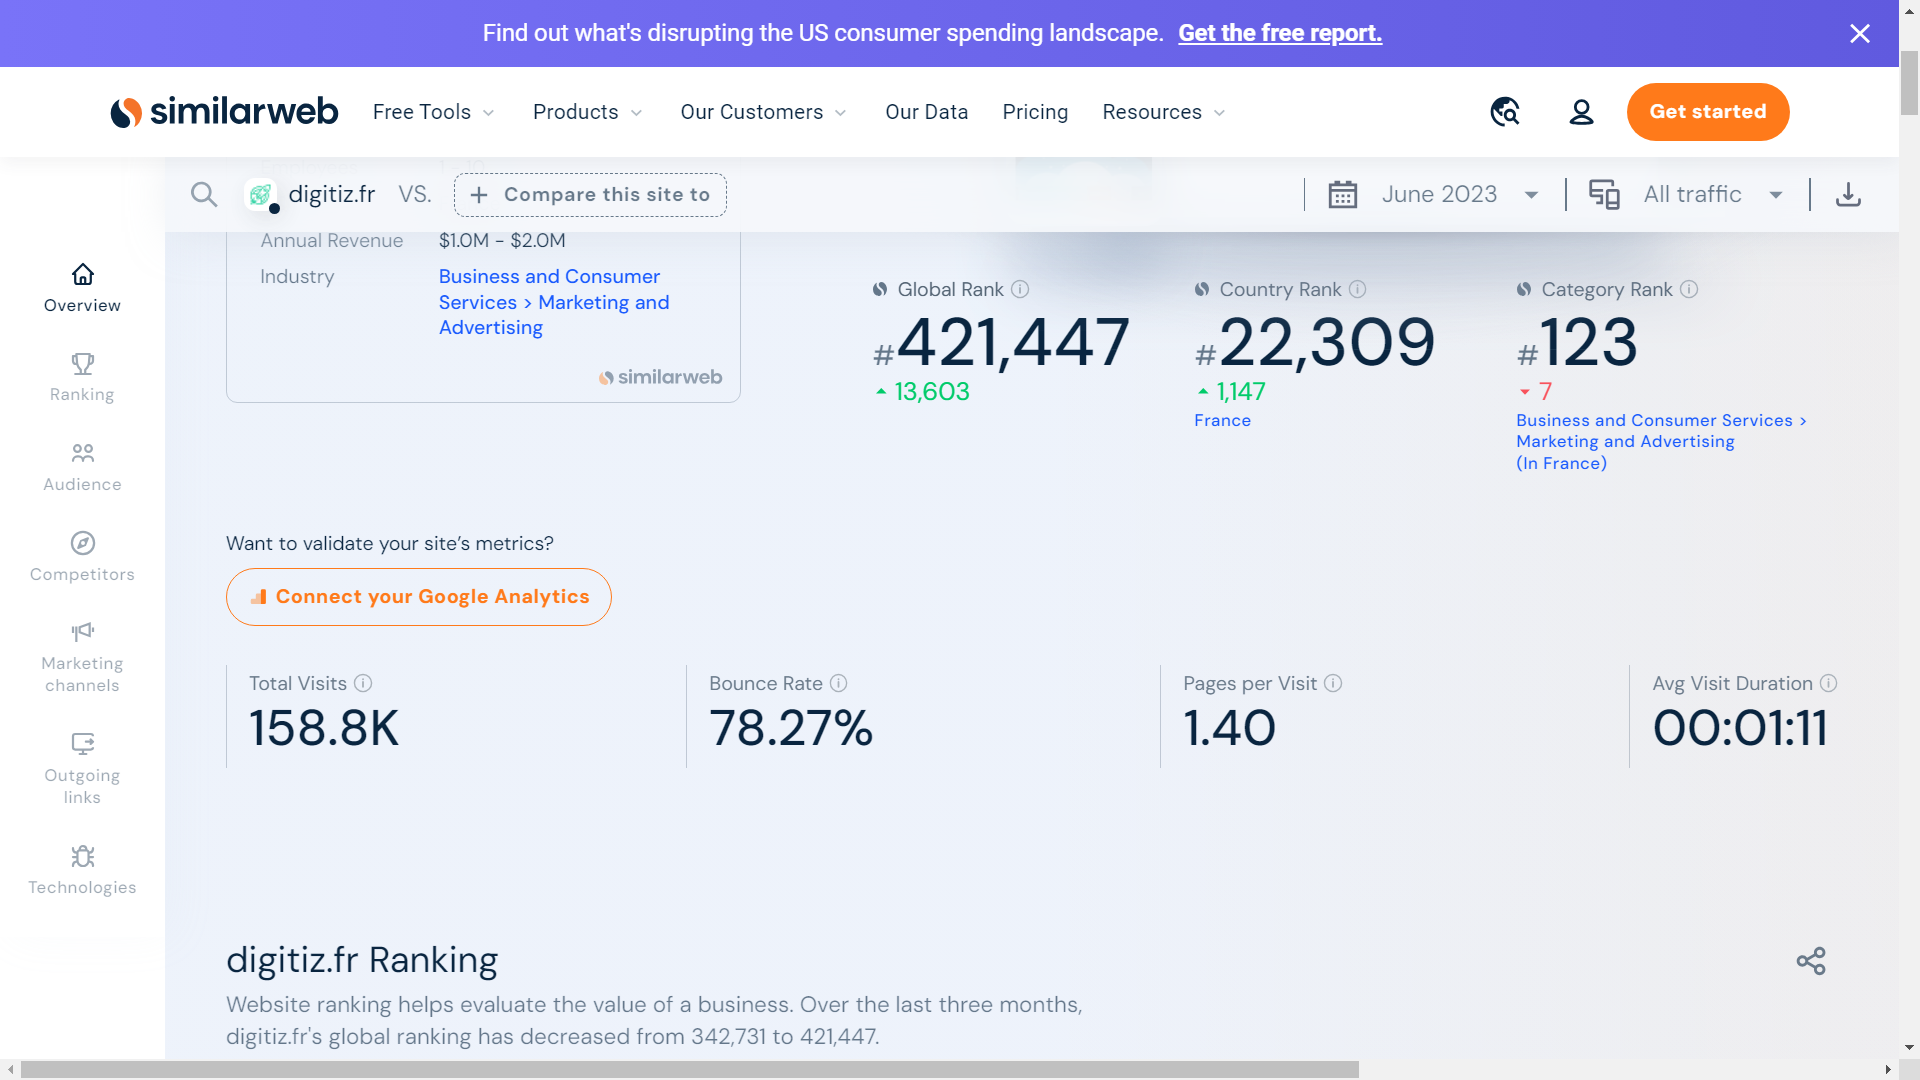 Find out what's disrupting the US consumer spending landscape. Get the free report.
similarweb
Free Tools
Products
Our Customers
Our Data
Pricing
Resources
Get started
digitiz.fr
VS.
+ Compare this site to
June 2023
All traffic
Annual Revenue
$1.0M - $2.0M
Industry
Business and Consumer
Services > Marketing and
Advertising
similarweb
Global Rank
#421,447
13,603
Country Rank
#22,309
1,147
France
Category Rank
#123
7
Business and Consumer Services >
Marketing and Advertising
(In France)
Overview
Ranking
Audience
Competitors
Marketing
channels
Outgoing
links
Technologies
Want to validate your site’s metrics?
Connect your Google Analytics
Total Visits
158.8K
Bounce Rate
78.27%
Pages per Visit
1.40
Avg Visit Duration
00:01:11
digitiz.fr Ranking
Website ranking helps evaluate the value of a business. Over the last three months,
digitiz.fr's global ranking has decreased from 342,731 to 421,447.